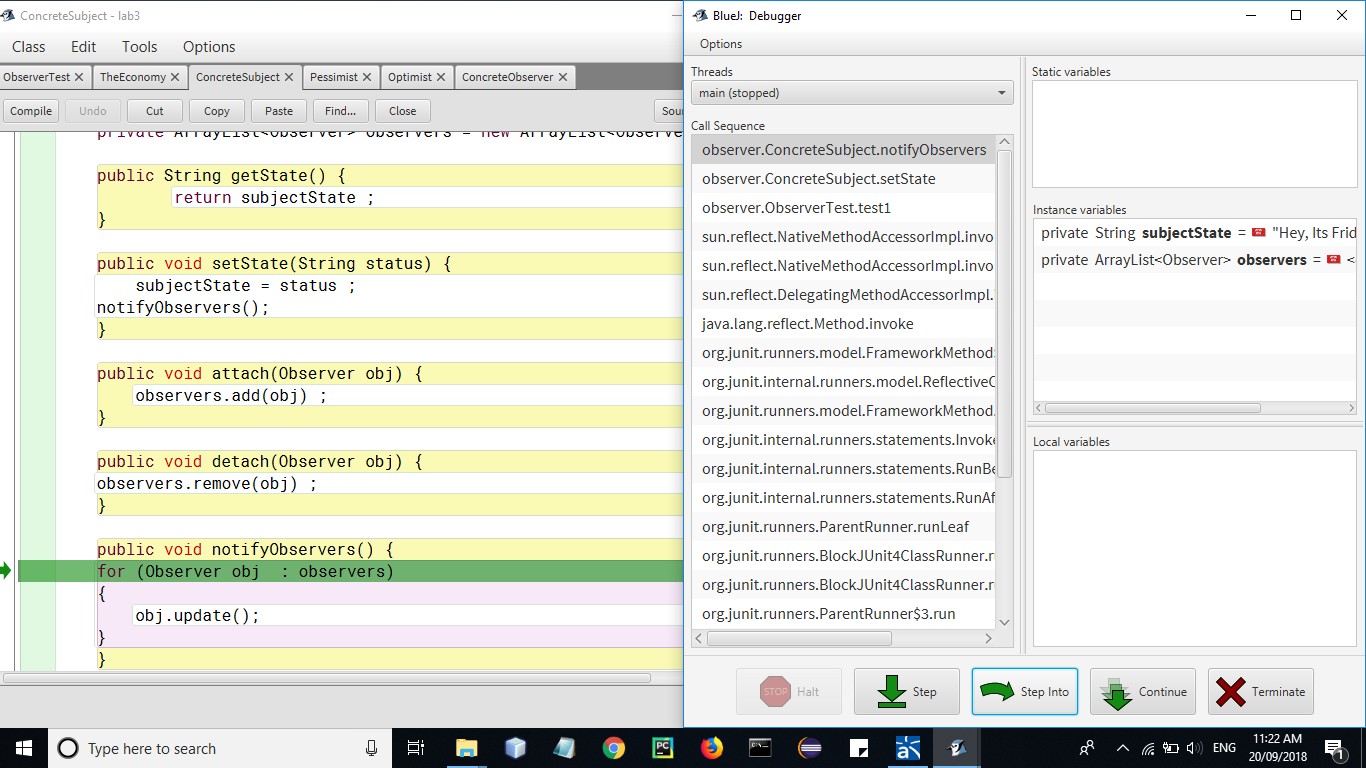 ConcreteSubject - lab3
Class Edit Tools Options
ObserverTest TheEconomy ConcreteSubject Pessimist Optimist ConcreteObserver
Compile Undo Cut Copy Paste Find... Close Sou
private ArrayList<Observer> observers = new ArrayList<Observe
public String getState() {
return subjectState ;
}
public void setState(String status) {
subjectState = status ;
notifyObservers();
}
public void attach(Observer obj) {
observers.add(obj) ;
}
public void detach(Observer obj) {
observers.remove(obj) ;
}
public void notifyObservers() {
for (Observer obj  : observers)
{
obj.update();
}
}
BlueJ: Debugger
Options
Threads
main (stopped)
Call Sequence
observer.ConcreteSubject.notifyObservers
observer.ConcreteSubject.setState
observer.ObserverTest.test1
sun.reflect.NativeMethodAccessorImpl.invo
sun.reflect.NativeMethodAccessorImpl.invo
sun.reflect.DelegatingMethodAccessorImpl.
java.lang.reflect.Method.invoke
org.junit.runners.model.FrameworkMethod
org.junit.internal.runners.model.ReflectiveC
org.junit.runners.model.FrameworkMethod.
org.junit.internal.runners.statements.Invoke
org.junit.internal.runners.statements.RunBe
org.junit.internal.runners.statements.RunAf
org.junit.runners.ParentRunner.runLeaf
org.junit.runners.BlockJUnit4ClassRunner.r
org.junit.runners.BlockJUnit4ClassRunner.r
org.junit.runners.ParentRunner$3.run
Static variables
Instance variables
private String subjectState = "Hey, Its Frid
private ArrayList<Observer> observers = <
Local variables
STOP Halt Step Step Into Continue Terminate
Type here to search
PC
ENG
11:22 AM
20/09/2018
1